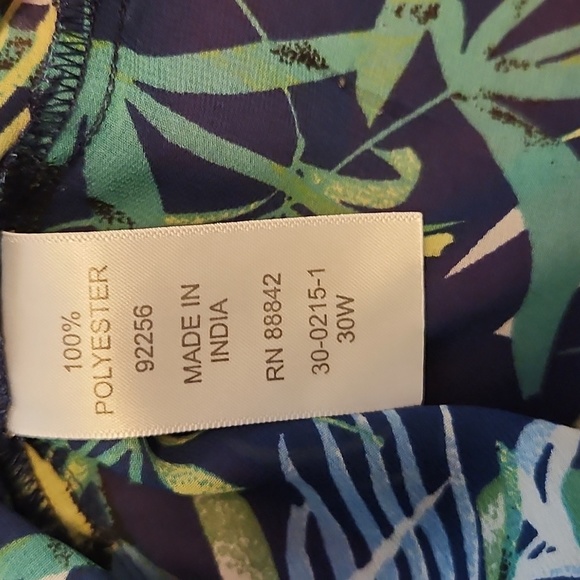 100%
POLYESTER
92256
MADE IN
INDIA
RN 88842
30-0215-1
30W